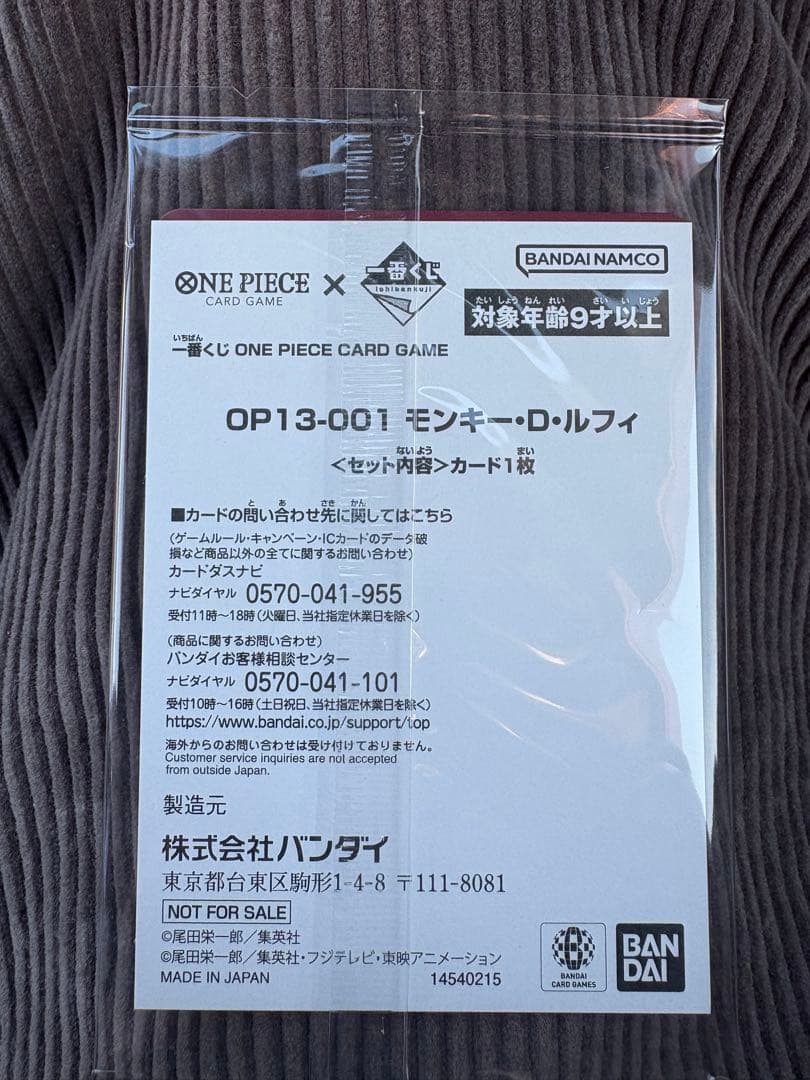 ONE PIECE
CARD GAME
×
一番くじ
ichibankuji
BANDAI NAMCO
たいしょうねんれい さいいじょう
対象年齢9才以上
いちばん
一番くじ ONE PIECE CARD GAME
OP13-001 モンキー・D・ルフィ
ないよう まい
<セット内容>カード1枚
と あ さき かん
■カードの問い合わせ先に関してはこちら
(ゲームルール・キャンペーン・ICカードのデータ破
損など商品以外の全てに関するお問い合わせ)
カードダスナビ
ナビダイヤル 0570-041-955
受付11時~18時(火曜日、当社指定休業日を除く)
(商品に関するお問い合わせ)
バンダイお客様相談センター
ナビダイヤル 0570-041-101
受付10時~16時(土日祝日、当社指定休業日を除く)
https://www.bandai.co.jp/support/top
海外からのお問い合わせは受け付けておりません。
Customer service inquiries are not accepted
from outside Japan.
製造元
株式会社バンダイ
東京都台東区駒形1-4-8 〒111-8081
NOT FOR SALE
©尾田栄一郎/集英社
©尾田栄一郎/集英社・フジテレビ・東映アニメーション
MADE IN JAPAN 14540215
BANDAI
CARD GAMES
BAN
DAI